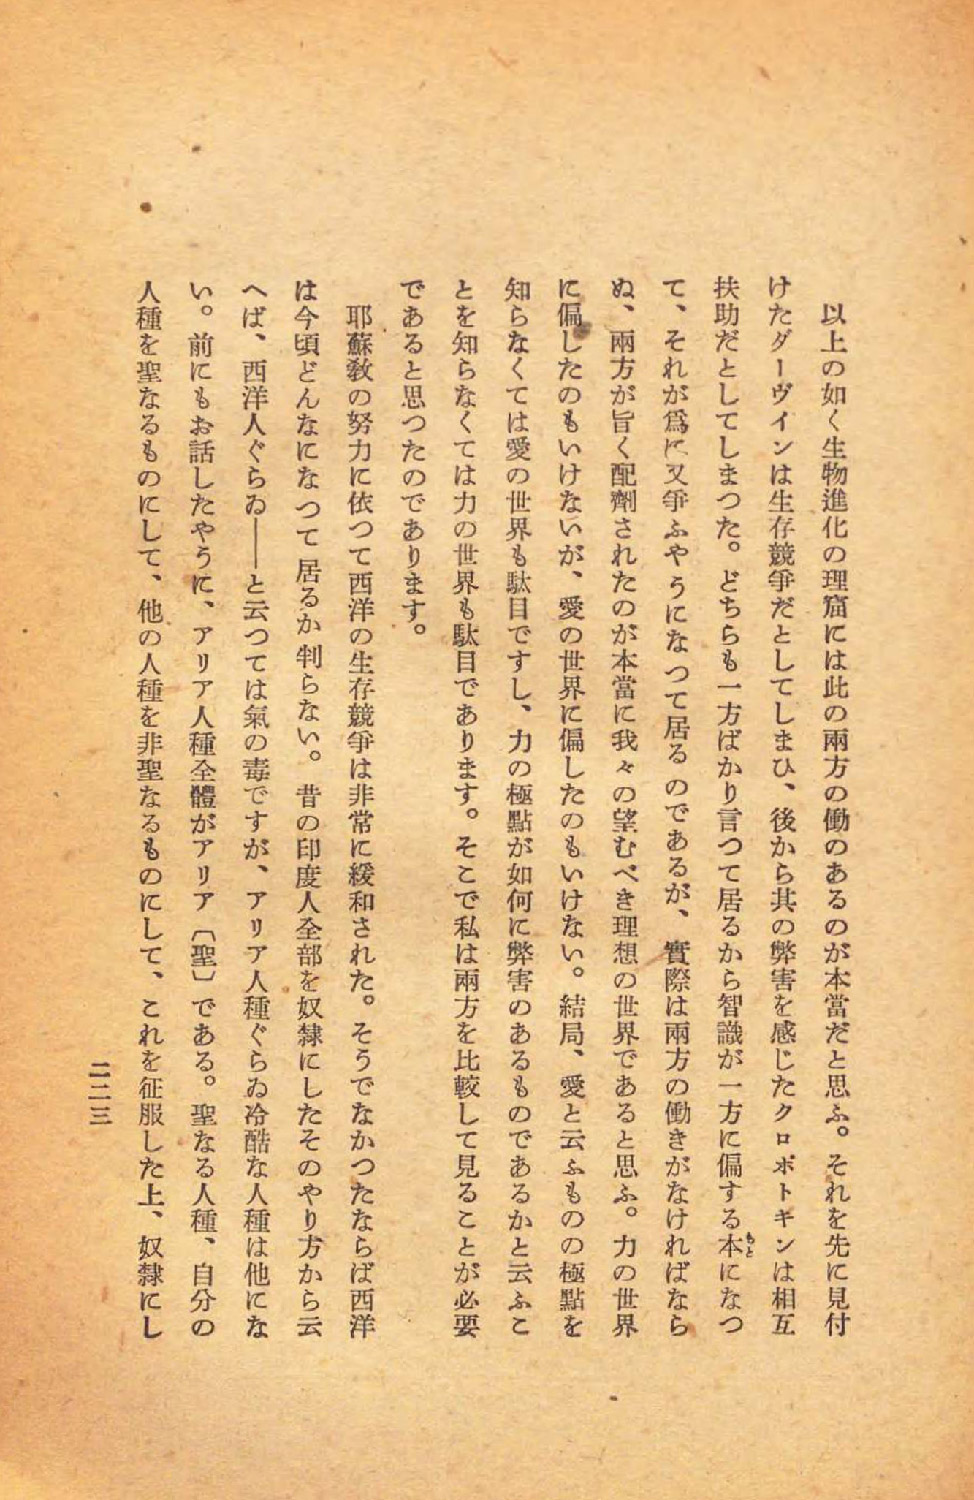 以上の如く生物進化の理窟には此の兩方の働のあるのが本當だと思ふ。それを先に見付
けたダーヴインは生存競爭だとしてしまひ、後から其の弊害を感じたクロポトキンは相互
扶助だとしてしまつた。どちらも一方ばかり言つて居るから智識が一方に偏する本になつ
もと
て、それが爲に又爭ふやうになつて居るのであるが、實際は兩方の働きがなければなら
ぬ、兩方が旨く配劑されたのが本當に我々の望むべき理想の世界であると思ふ。力の世界
に偏したのもいけないが、愛の世界に偏したのもいけない。結局、愛と云ふものの極點を
知らなくては愛の世界も駄目ですし、力の極點が如何に弊害のあるものであるかと云ふこ
とを知らなくては力の世界も駄目であります。そこで私は兩方を比較して見ることが必要
であると思つたのであります。
耶蘇敎の努力に依つて西洋の生存競爭は非常に緩和された。そうでなかつたならば西洋
は今頃どんなになつて居るか判らない。昔の印度人全部を奴隷にしたそのやり方から云
へば、西洋人ぐらゐ――と云つては氣の毒ですが、アリア人種ぐらゐ冷酷な人種は他にな
い。前にもお話したやうに、アリア人種全體がアリア〔聖〕である。聖なる人種、自分の
人種を聖なるものにして、他の人種を非聖なるものにして、これを征服した上、奴隷にし
二二三